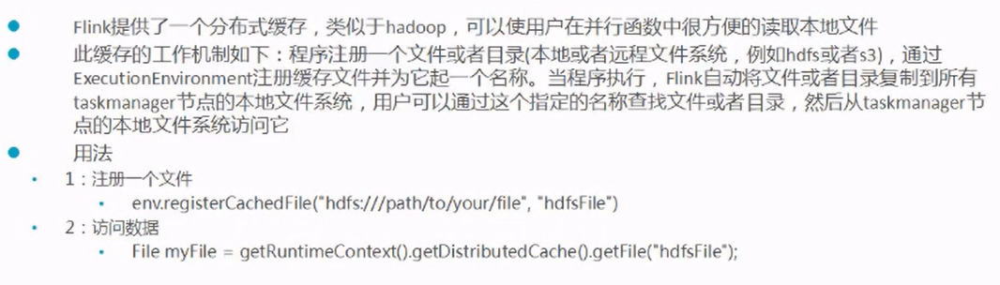 Flink提供了一个分布式缓存，类似于hadoop，可以使用户在并行函数中很方便的读取本地文件
此缓存的工作机制如下：程序注册一个文件或者目录(本地或者远程文件系统，例如hdfs或者s3)，通过
ExecutionEnvironment注册缓存文件并为它起一个名称。当程序执行，Flink自动将文件或者目录复制到所有
taskmanager节点的本地文件系统，用户可以通过这个指定的名称查找文件或者目录，然后从taskmanager节
点的本地文件系统访问它
用法
1：注册一个文件
env.registerCachedFile("hdfs:///path/to/your/file", "hdfsFile")
2：访问数据
File myFile = getRuntimeContext().getDistributedCache().getFile("hdfsFile");